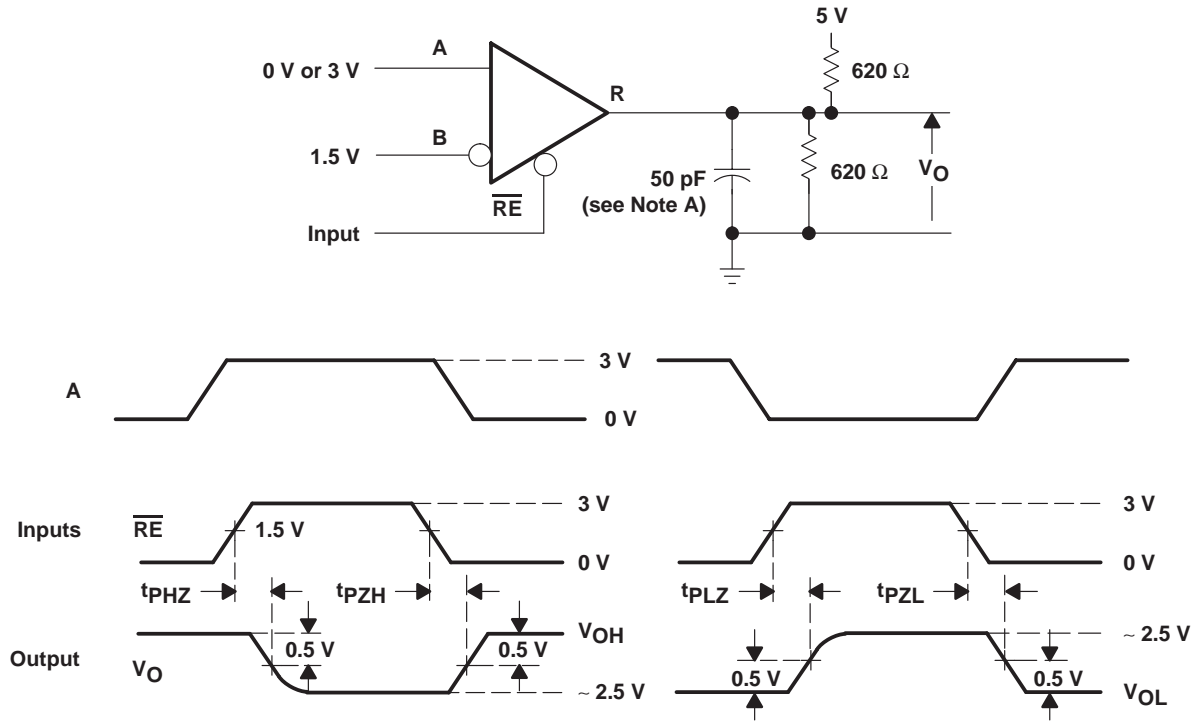 5 V
620 Ω
A
0 V or 3 V
R
B
1.5 V
50 pF
(see Note A)
620 Ω
VO
RE
Input
A
3 V
0 V
Inputs
RE
1.5 V
3 V
0 V
3 V
0 V
tPHZ
tPZH
tPLZ
tPZL
Output
VO
0.5 V
0.5 V
VOH
~ 2.5 V
0.5 V
0.5 V
~ 2.5 V
VOL